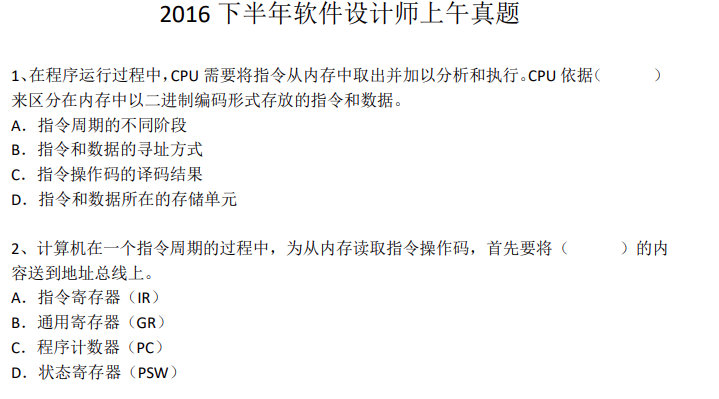 2016 下半年软件设计师上午真题
1、在程序运行过程中，CPU 需要将指令从内存中取出并加以分析和执行。CPU 依据（　　）
来区分在内存中以二进制编码形式存放的指令和数据。
A．指令周期的不同阶段
B．指令和数据的寻址方式
C．指令操作码的译码结果
D．指令和数据所在的存储单元
2、计算机在一个指令周期的过程中，为从内存读取指令操作码，首先要将（　　）的内
容送到地址总线上。
A．指令寄存器（IR）
B．通用寄存器（GR）
C．程序计数器（PC）
D．状态寄存器（PSW）